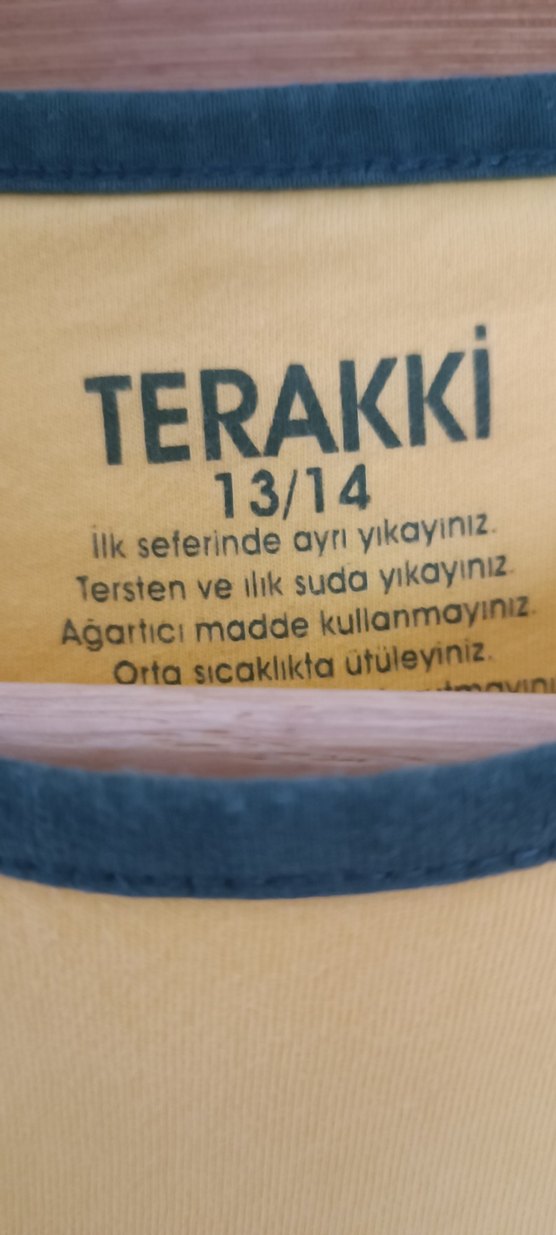 TERAKKİ
13/14
İlk seferinde ayrı yıkayınız.
Tersten ve ılık suda yıkayınız.
Ağartıcı madde kullanmayınız.
Orta sıcaklıkta ütüleyiniz.